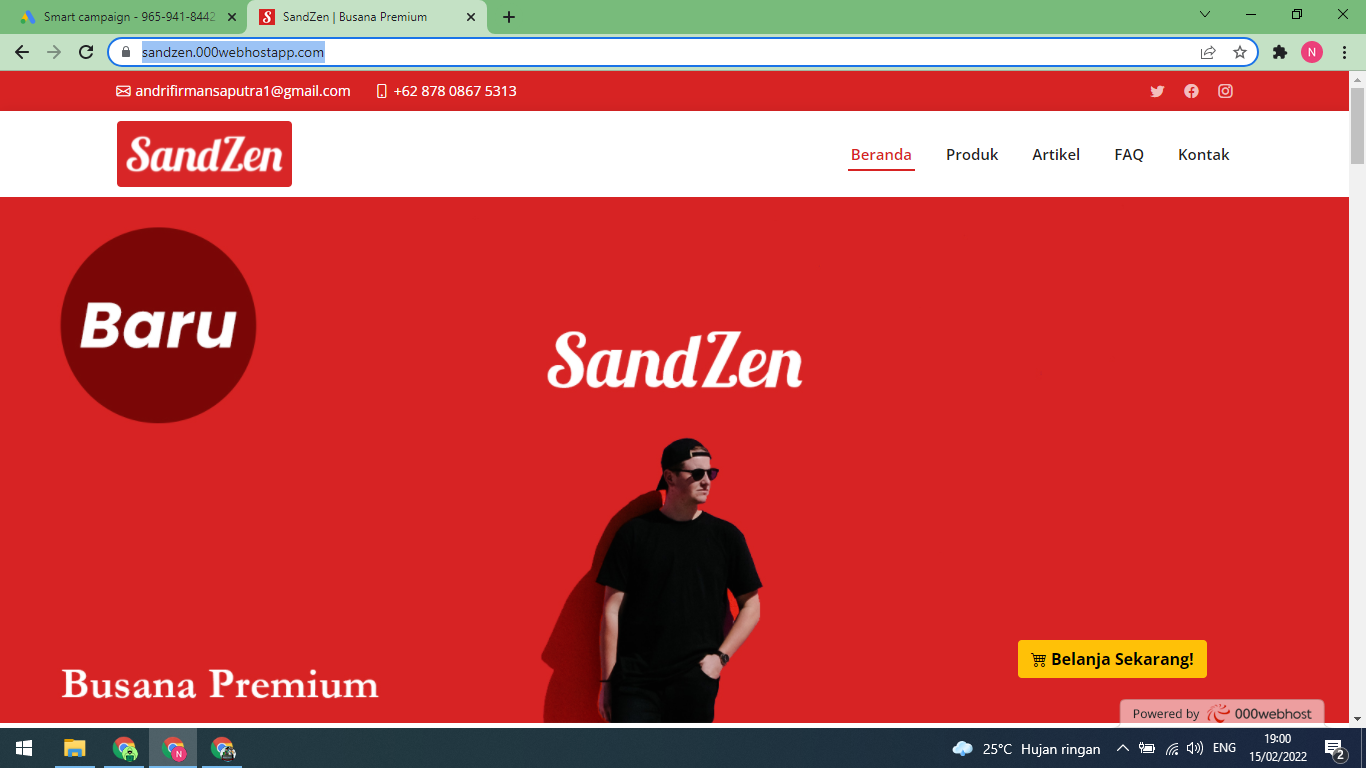 Smart campaign - 965-941-8442
SandZen | Busana Premium
sandzen.000webhostapp.com
N
andrifirmansaputra1@gmail.com
+62 878 0867 5313
SandZen
Beranda
Produk
Artikel
FAQ
Kontak
Baru
SandZen
Busana Premium
Belanja Sekarang!
Powered by 000webhost
25°C Hujan ringan
ENG
19:00
15/02/2022
2